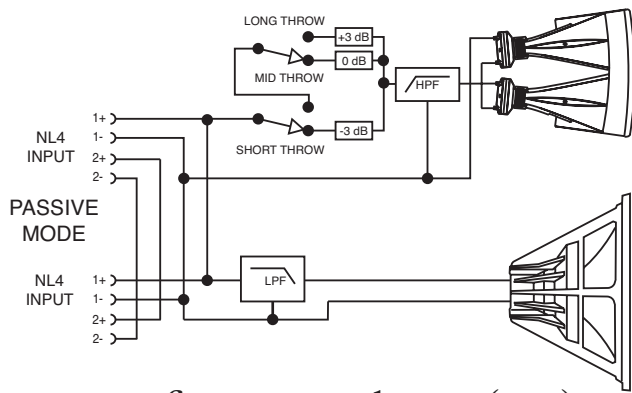 LONG THROW
+3 dB
0 dB
MID THROW
HPF
1+
NL4
INPUT
1-
2+
2-
-3 dB
SHORT THROW
PASSIVE
MODE
NL4
INPUT
1+
1-
2+
2-
LPF